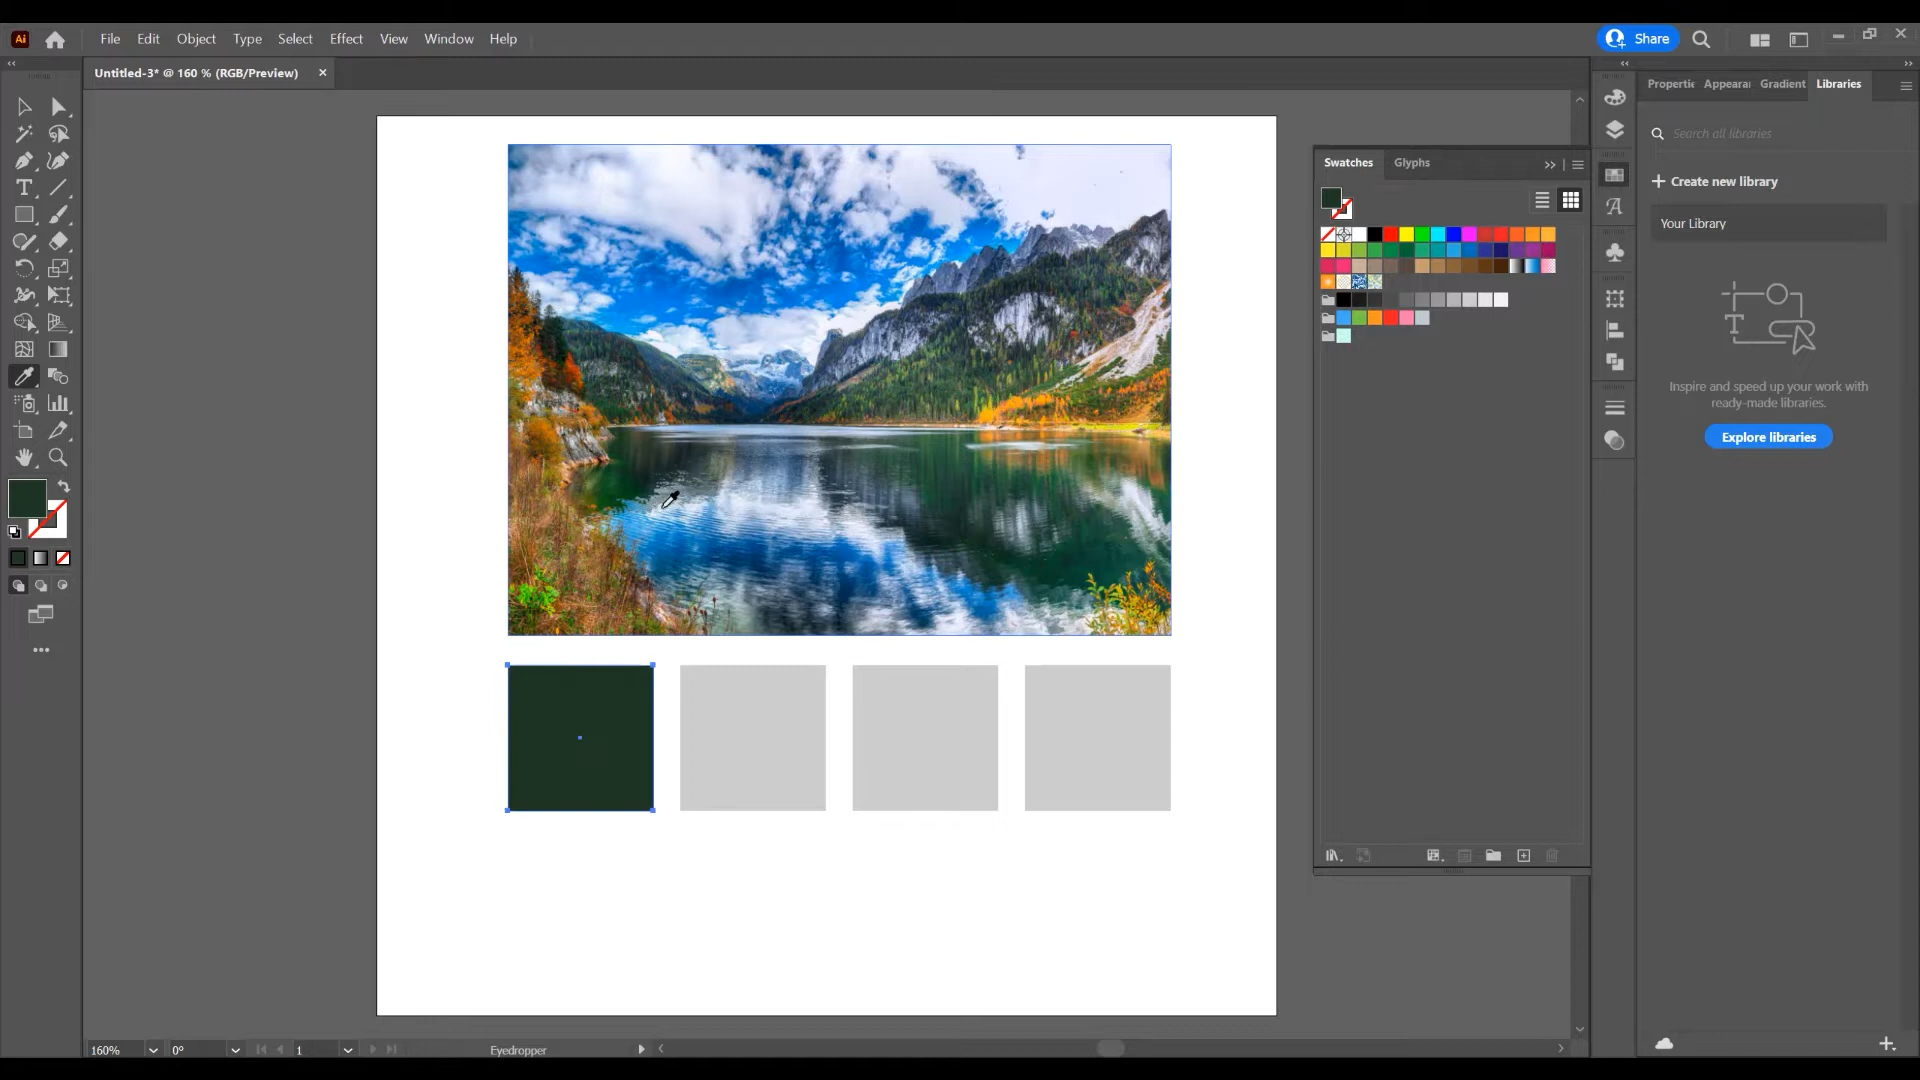 Ai File Edit Object Type Select Effect View Window Help Share
Untitled-3* @ 160 % (RGB/Preview)
Properti Appearar Gradient Libraries
Search all libraries
Swatches Glyphs
Create new library
Your Library
Inspire and speed up your work with
ready-made libraries.
Explore libraries
160% 0° 1 Eyedropper